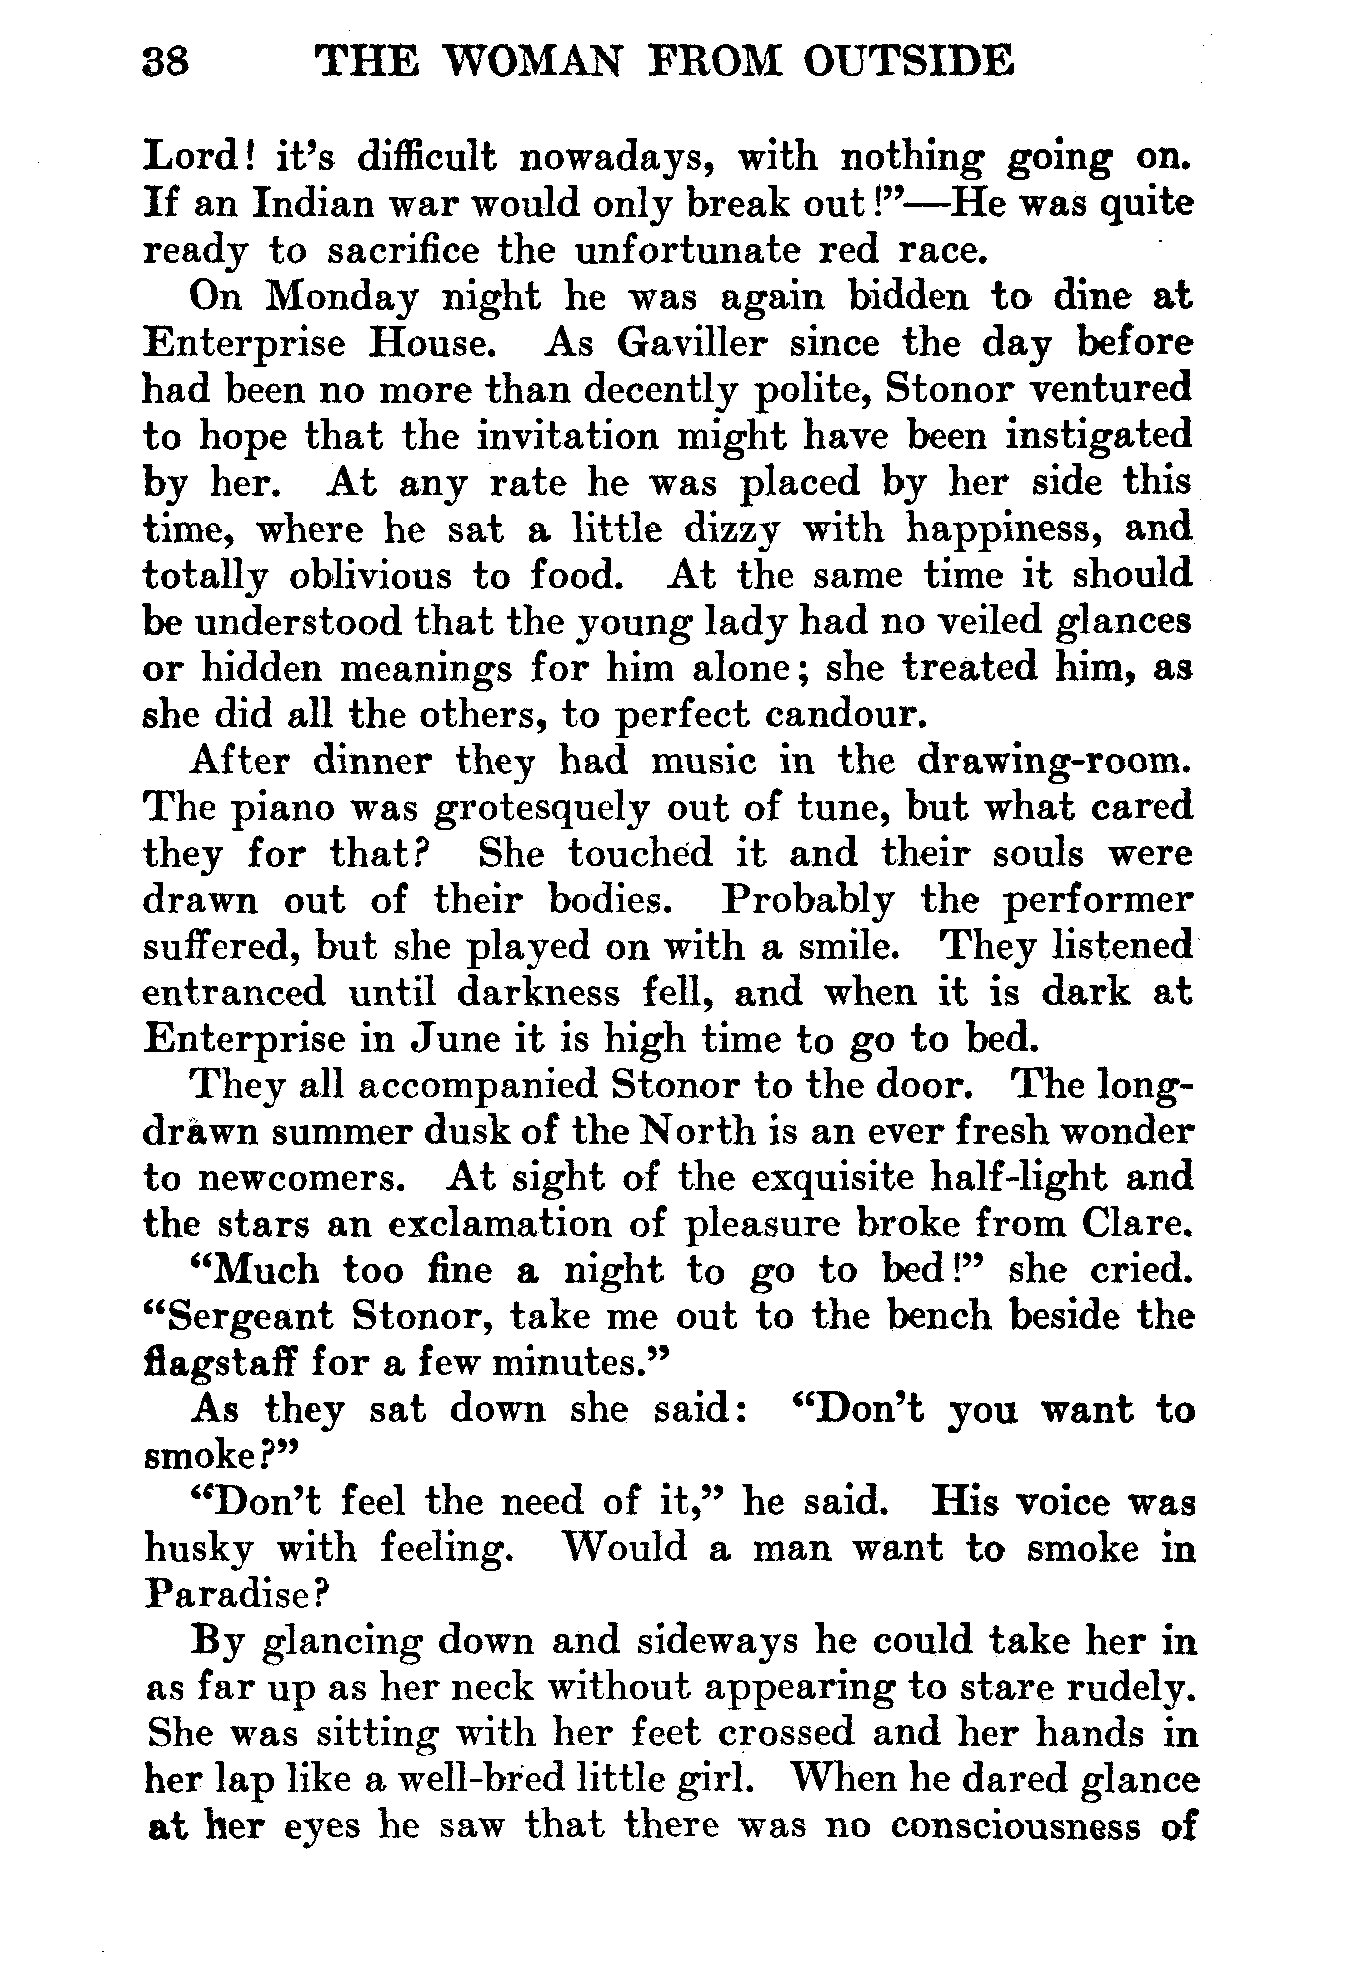 38 THE WOMAN FROM OUTSIDE
Lord! it's difficult nowadays, with nothing going on.
If an Indian war would only break out!"—He was quite
ready to sacrifice the unfortunate red race.
On Monday night he was again bidden to dine at
Enterprise House. As Gaviller since the day before
had been no more than decently polite, Stonor ventured
to hope that the invitation might have been instigated
by her. At any rate he was placed by her side this
time, where he sat a little dizzy with happiness, and
totally oblivious to food. At the same time it should
be understood that the young lady had no veiled glances
or hidden meanings for him alone; she treated him, as
she did all the others, to perfect candour.
After dinner they had music in the drawing-room.
The piano was grotesquely out of tune, but what cared
they for that? She touched it and their souls were
drawn out of their bodies. Probably the performer
suffered, but she played on with a smile. They listened
entranced until darkness fell, and when it is dark at
Enterprise in June it is high time to go to bed.
They all accompanied Stonor to the door. The long-
drawn summer dusk of the North is an ever fresh wonder
to newcomers. At sight of the exquisite half-light and
the stars an exclamation of pleasure broke from Clare.
"Much too fine a night to go to bed!" she cried.
"Sergeant Stonor, take me out to the bench beside the
flagstaff for a few minutes."
As they sat down she said: "Don't you want to
smoke?"
"Don't feel the need of it," he said. His voice was
husky with feeling. Would a man want to smoke in
Paradise?
By glancing down and sideways he could take her in
as far up as her neck without appearing to stare rudely.
She was sitting with her feet crossed and her hands in
her lap like a well-bred little girl. When he dared glance
at her eyes he saw that there was no consciousness of